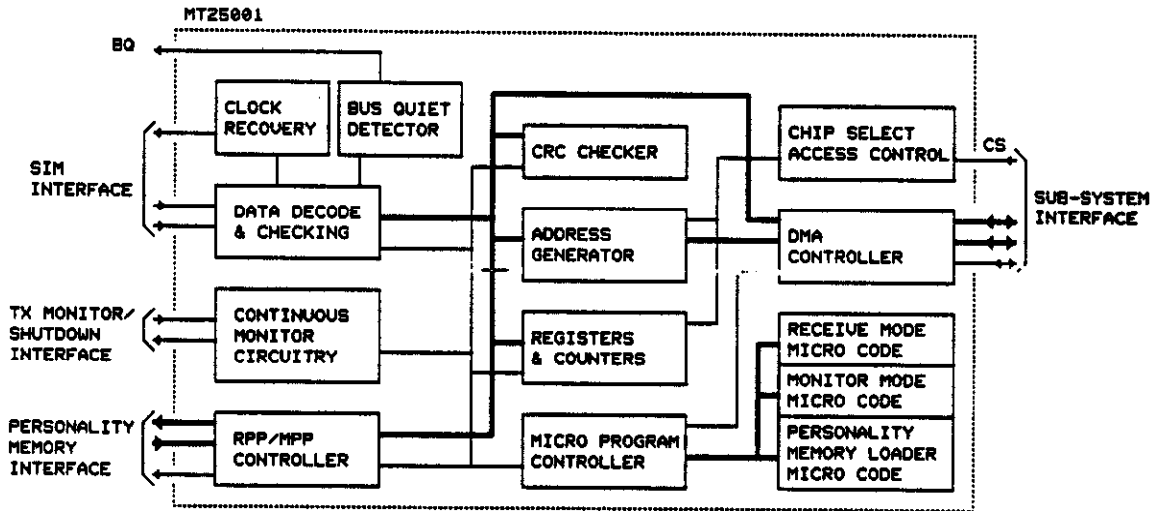 MT25001
BQ
CLOCK
RECOVERY
BUS QUIET
DETECTOR
SIM
INTERFACE
DATA DECODE
& CHECKING
CRC CHECKER
CHIP SELECT
ACCESS CONTROL
CS
SUB-SYSTEM
INTERFACE
ADDRESS
GENERATOR
DMA
CONTROLLER
TX MONITOR/
SHUTDOWN
INTERFACE
CONTINUOUS
MONITOR
CIRCUITRY
REGISTERS
& COUNTERS
RECEIVE MODE
MICRO CODE
MONITOR MODE
MICRO CODE
PERSONALITY
MEMORY
INTERFACE
RPP/MPP
CONTROLLER
MICRO PROGRAM
CONTROLLER
PERSONALITY
MEMORY LOADER
MICRO CODE